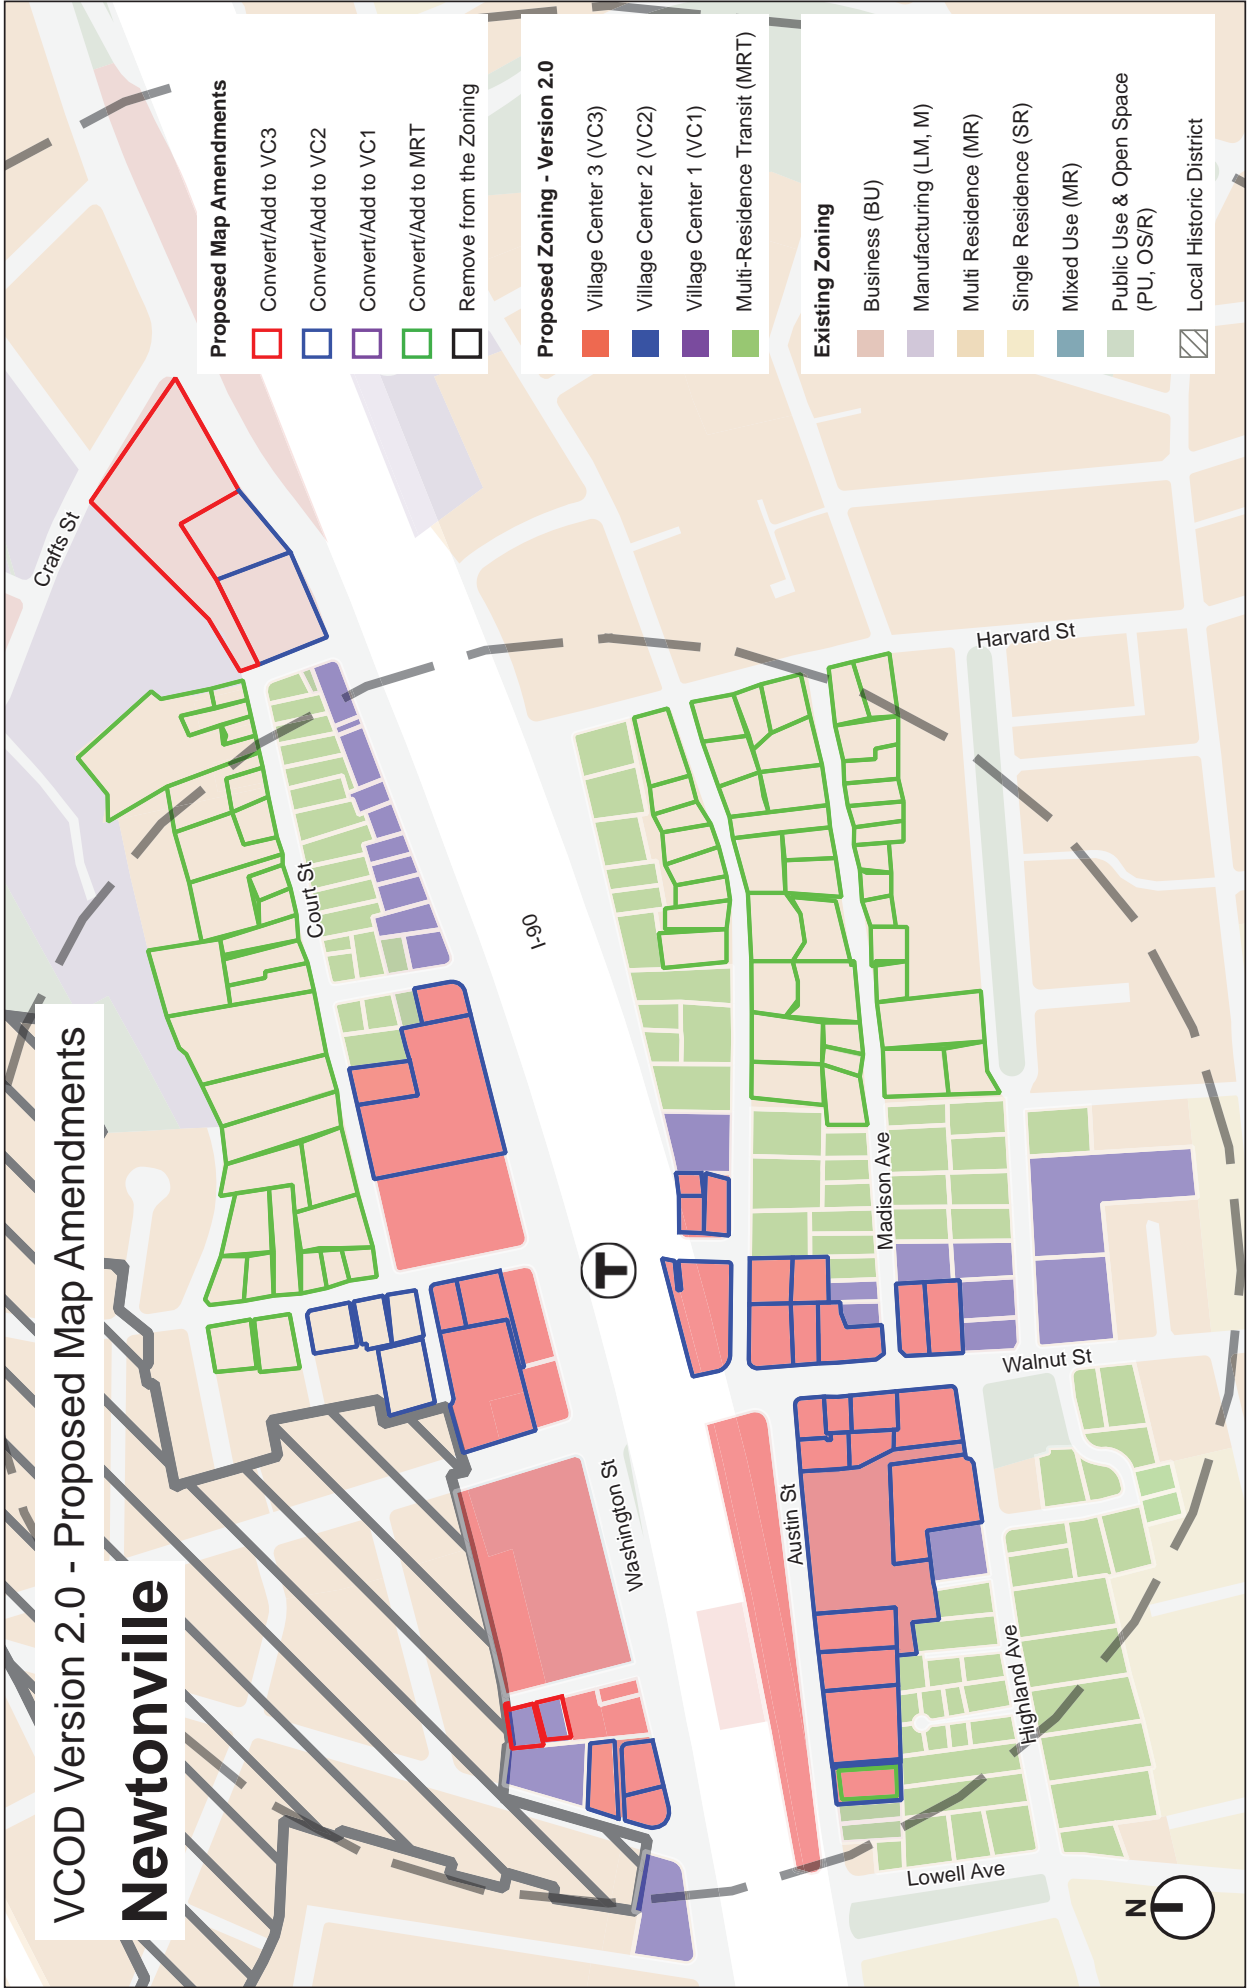 VCOD Version 2.0 - Proposed Map Amendments
Newtonville
Crafts St
Court St
I-90
T
Washington St
Austin St
Walnut St
Madison Ave
Harvard St
Highland Ave
Lowell Ave
N
Proposed Map Amendments
Convert/Add to VC3
Convert/Add to VC2
Convert/Add to VC1
Convert/Add to MRT
Remove from the Zoning
Proposed Zoning - Version 2.0
Village Center 3 (VC3)
Village Center 2 (VC2)
Village Center 1 (VC1)
Multi-Residence Transit (MRT)
Existing Zoning
Business (BU)
Manufacturing (LM, M)
Multi Residence (MR)
Single Residence (SR)
Mixed Use (MR)
Public Use & Open Space
(PU, OS/R)
Local Historic District